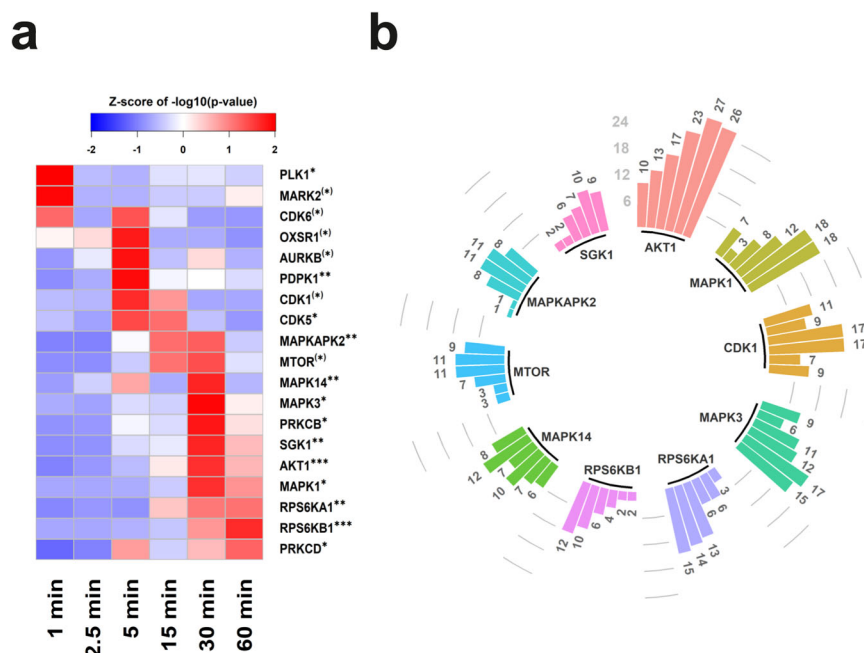 a
b
Z-score of -log10(p-value)
-2 -1 0 1 2
PLK1*
MARK2(*)
CDK6(*)
OXSR1(*)
AURKB(*)
PDPK1**
CDK1(*)
CDK5*
MAPKAPK2**
MTOR(*)
MAPK14**
MAPK3*
PRKCB*
SGK1**
AKT1***
MAPK1*
RPS6KA1**
RPS6KB1***
PRKCD*
1 min
2.5 min
5 min
15 min
30 min
60 min
24
18
12
6
10 13 17 23 27 26
AKT1
7 3 8 12 18 18
MAPK1
11 9 17 17 7 9
CDK1
9 6 11 12 17 15
MAPK3
3 6 6 13 14 15
RPS6KA1
2 2 4 6 10 12
RPS6KB1
6 7 10 7 12 8
MAPK14
3 3 7 11 11 9
MTOR
1 1 8 11 11 8
MAPKAPK2
2 2 6 7 10 9
SGK1